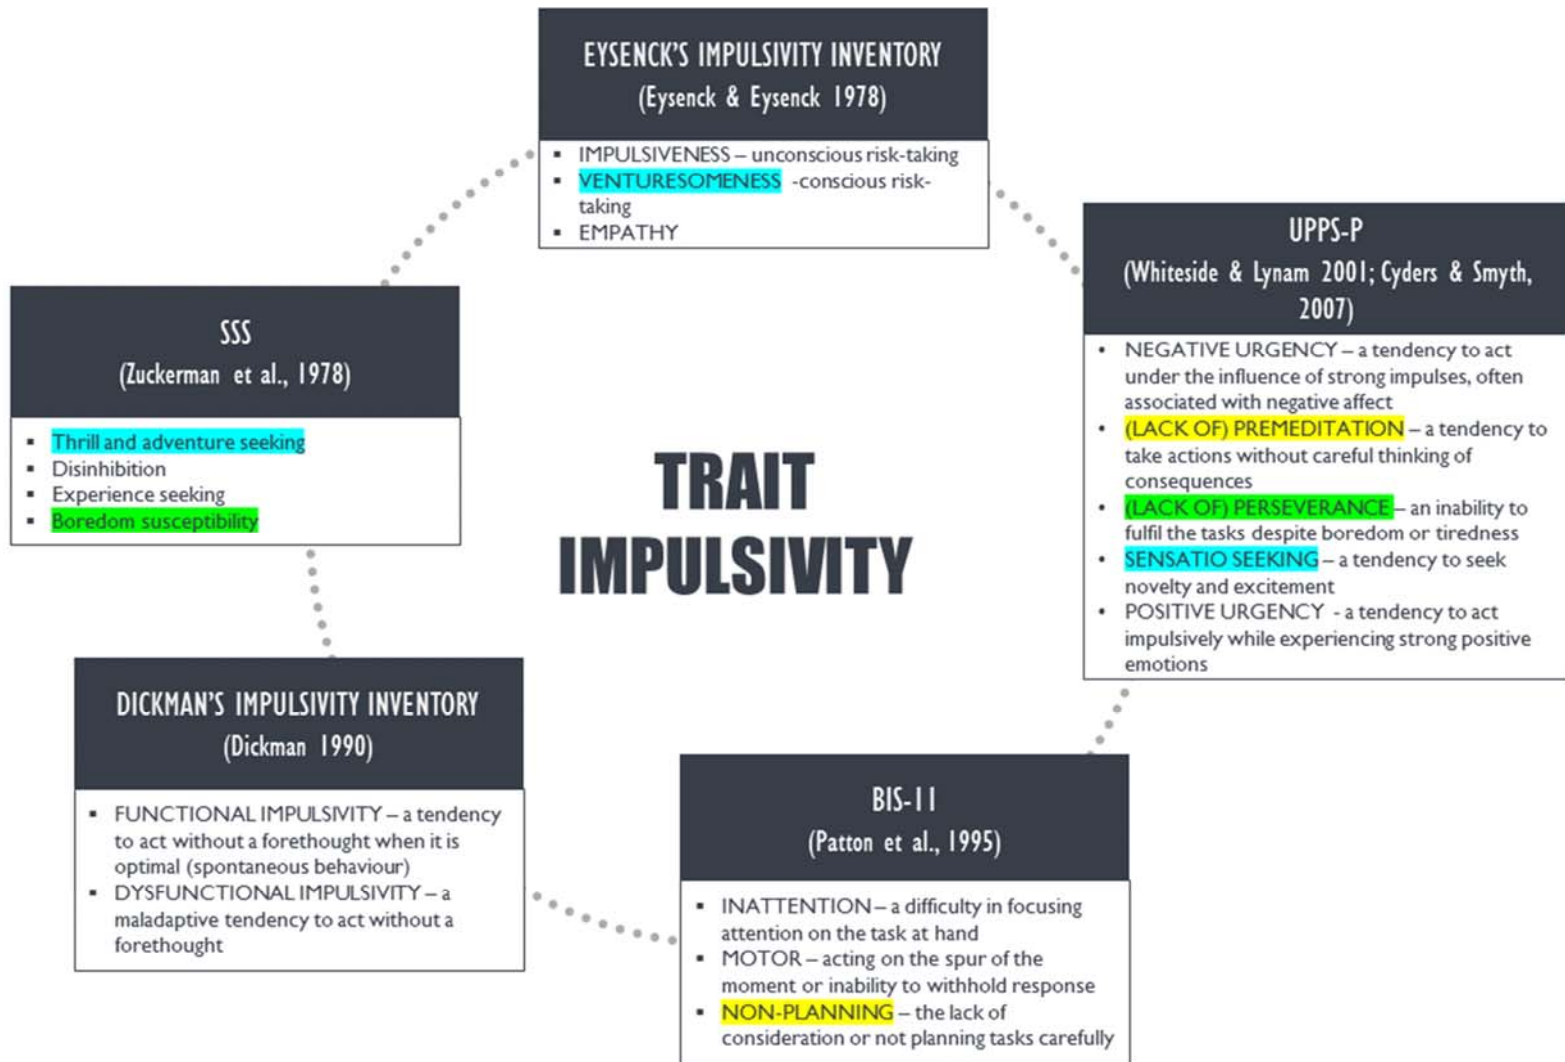 EYSENCK'S IMPULSIVITY INVENTORY
(Eysenck & Eysenck 1978)
▪ IMPULSIVENESS – unconscious risk-taking
▪ VENTURESOMENESS -conscious risk-
taking
▪ EMPATHY
UPPS-P
(Whiteside & Lynam 2001; Cyders & Smyth,
2007)
• NEGATIVE URGENCY – a tendency to act
under the influence of strong impulses, often
associated with negative affect
• (LACK OF) PREMEDITATION – a tendency to
take actions without careful thinking of
consequences
• (LACK OF) PERSEVERANCE – an inability to
fulfil the tasks despite boredom or tiredness
• SENSATIO SEEKING – a tendency to seek
novelty and excitement
• POSITIVE URGENCY - a tendency to act
impulsively while experiencing strong positive
emotions
SSS
(Zuckerman et al., 1978)
▪ Thrill and adventure seeking
▪ Disinhibition
▪ Experience seeking
▪ Boredom susceptibility
TRAIT
IMPULSIVITY
DICKMAN'S IMPULSIVITY INVENTORY
(Dickman 1990)
▪ FUNCTIONAL IMPULSIVITY – a tendency
to act without a forethought when it is
optimal (spontaneous behaviour)
▪ DYSFUNCTIONAL IMPULSIVITY – a
maladaptive tendency to act without a
forethought
BIS-11
(Patton et al., 1995)
▪ INATTENTION – a difficulty in focusing
attention on the task at hand
▪ MOTOR – acting on the spur of the
moment or inability to withhold response
▪ NON-PLANNING – the lack of
consideration or not planning tasks carefully